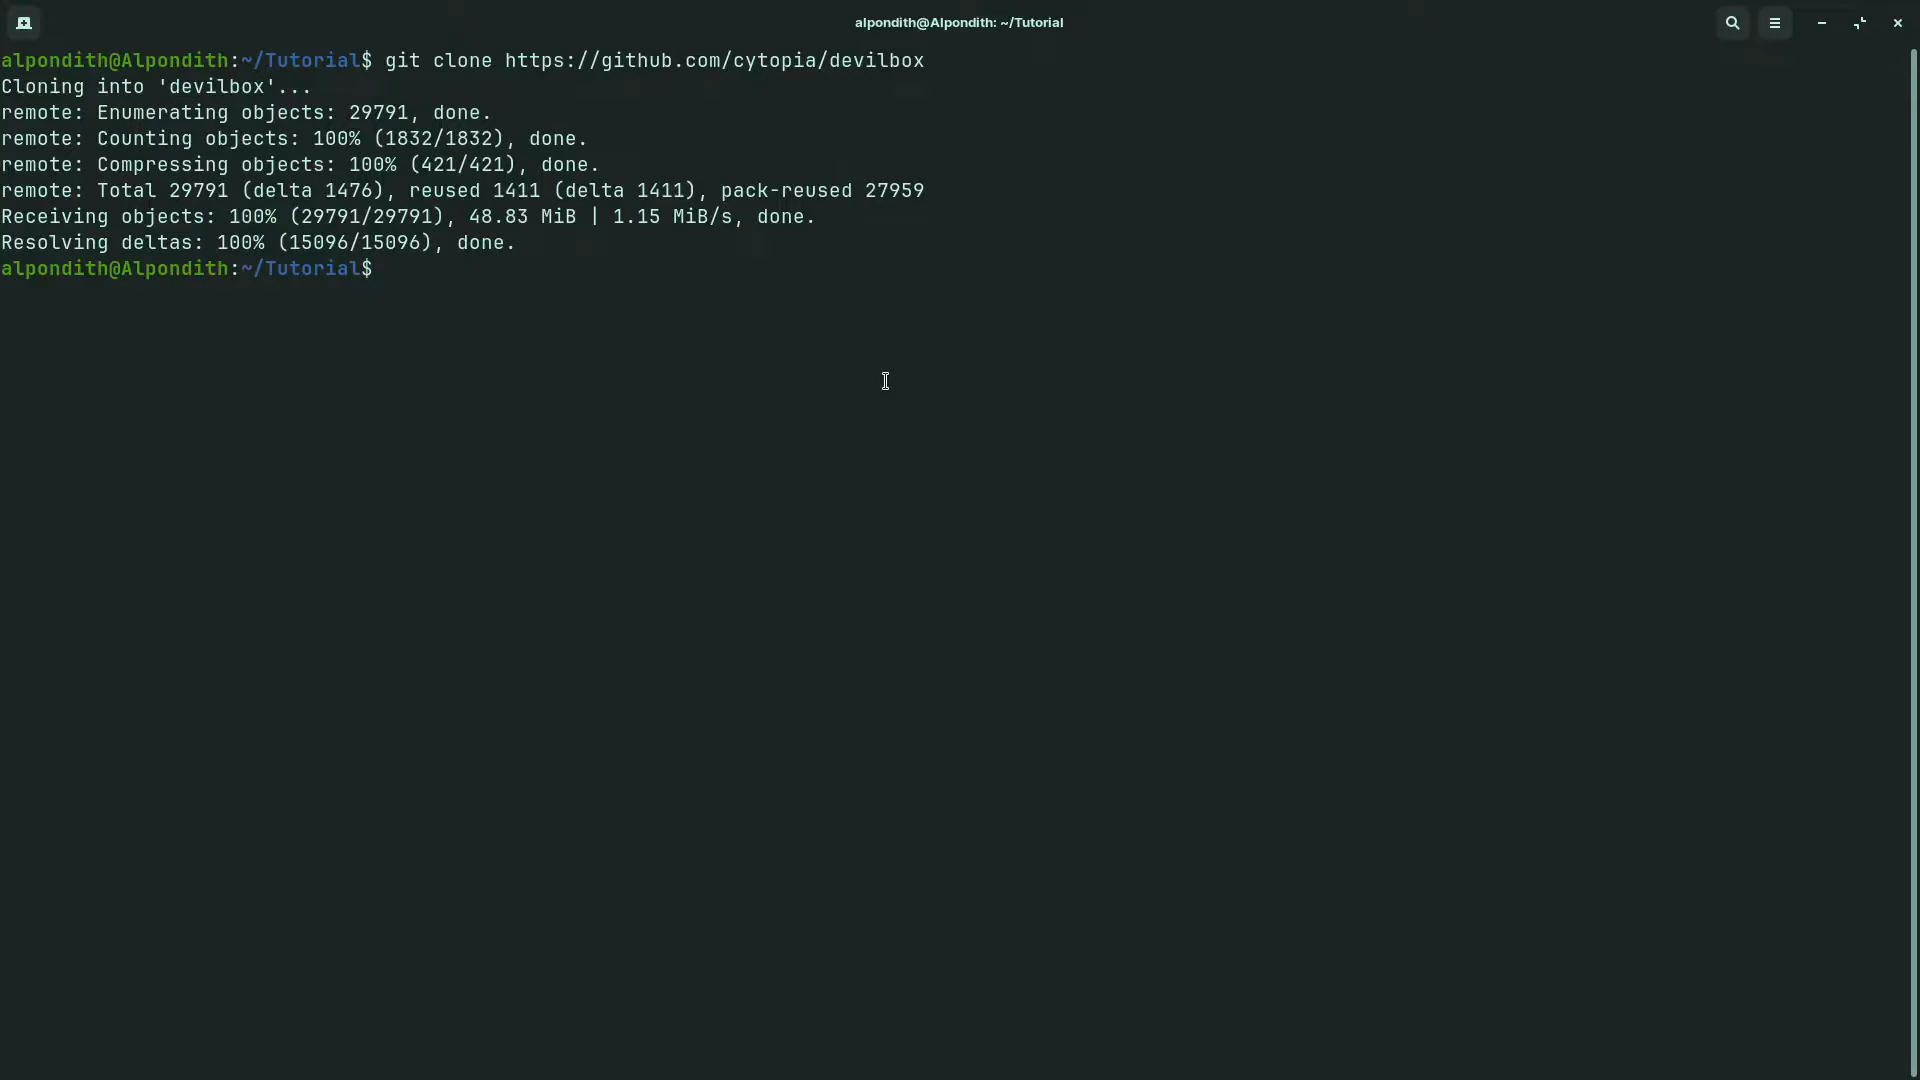 alpondith@Alpondith: ~/Tutorial
alpondith@Alpondith:~/Tutorial$ git clone https://github.com/cytopia/devilbox
Cloning into 'devilbox'...
remote: Enumerating objects: 29791, done.
remote: Counting objects: 100% (1832/1832), done.
remote: Compressing objects: 100% (421/421), done.
remote: Total 29791 (delta 1476), reused 1411 (delta 1411), pack-reused 27959
Receiving objects: 100% (29791/29791), 48.83 MiB | 1.15 MiB/s, done.
Resolving deltas: 100% (15096/15096), done.
alpondith@Alpondith:~/Tutorial$